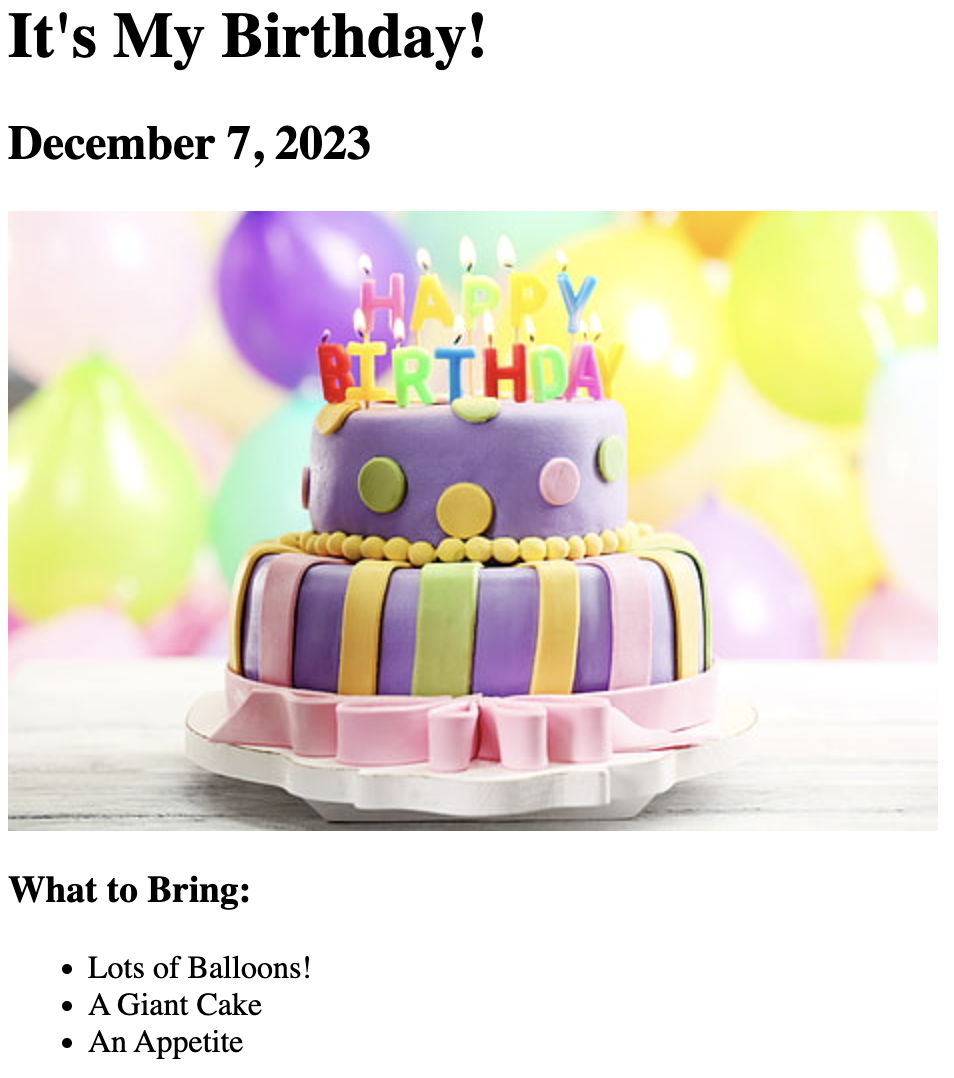 It's My Birthday!
December 7, 2023
HAPPY
BIRTHDAY
What to Bring:
Lots of Balloons!
A Giant Cake
An Appetite